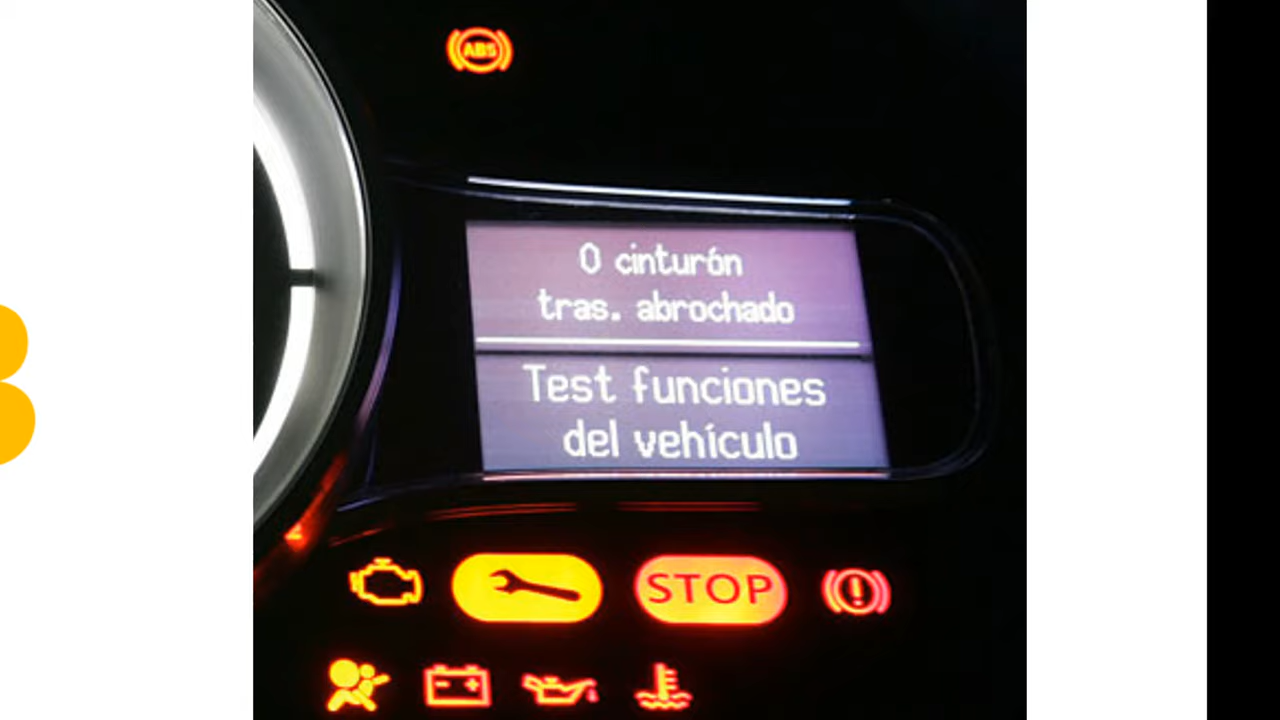 ABS
0 cinturón
tras. abrochado
Test funciones
del vehículo
STOP